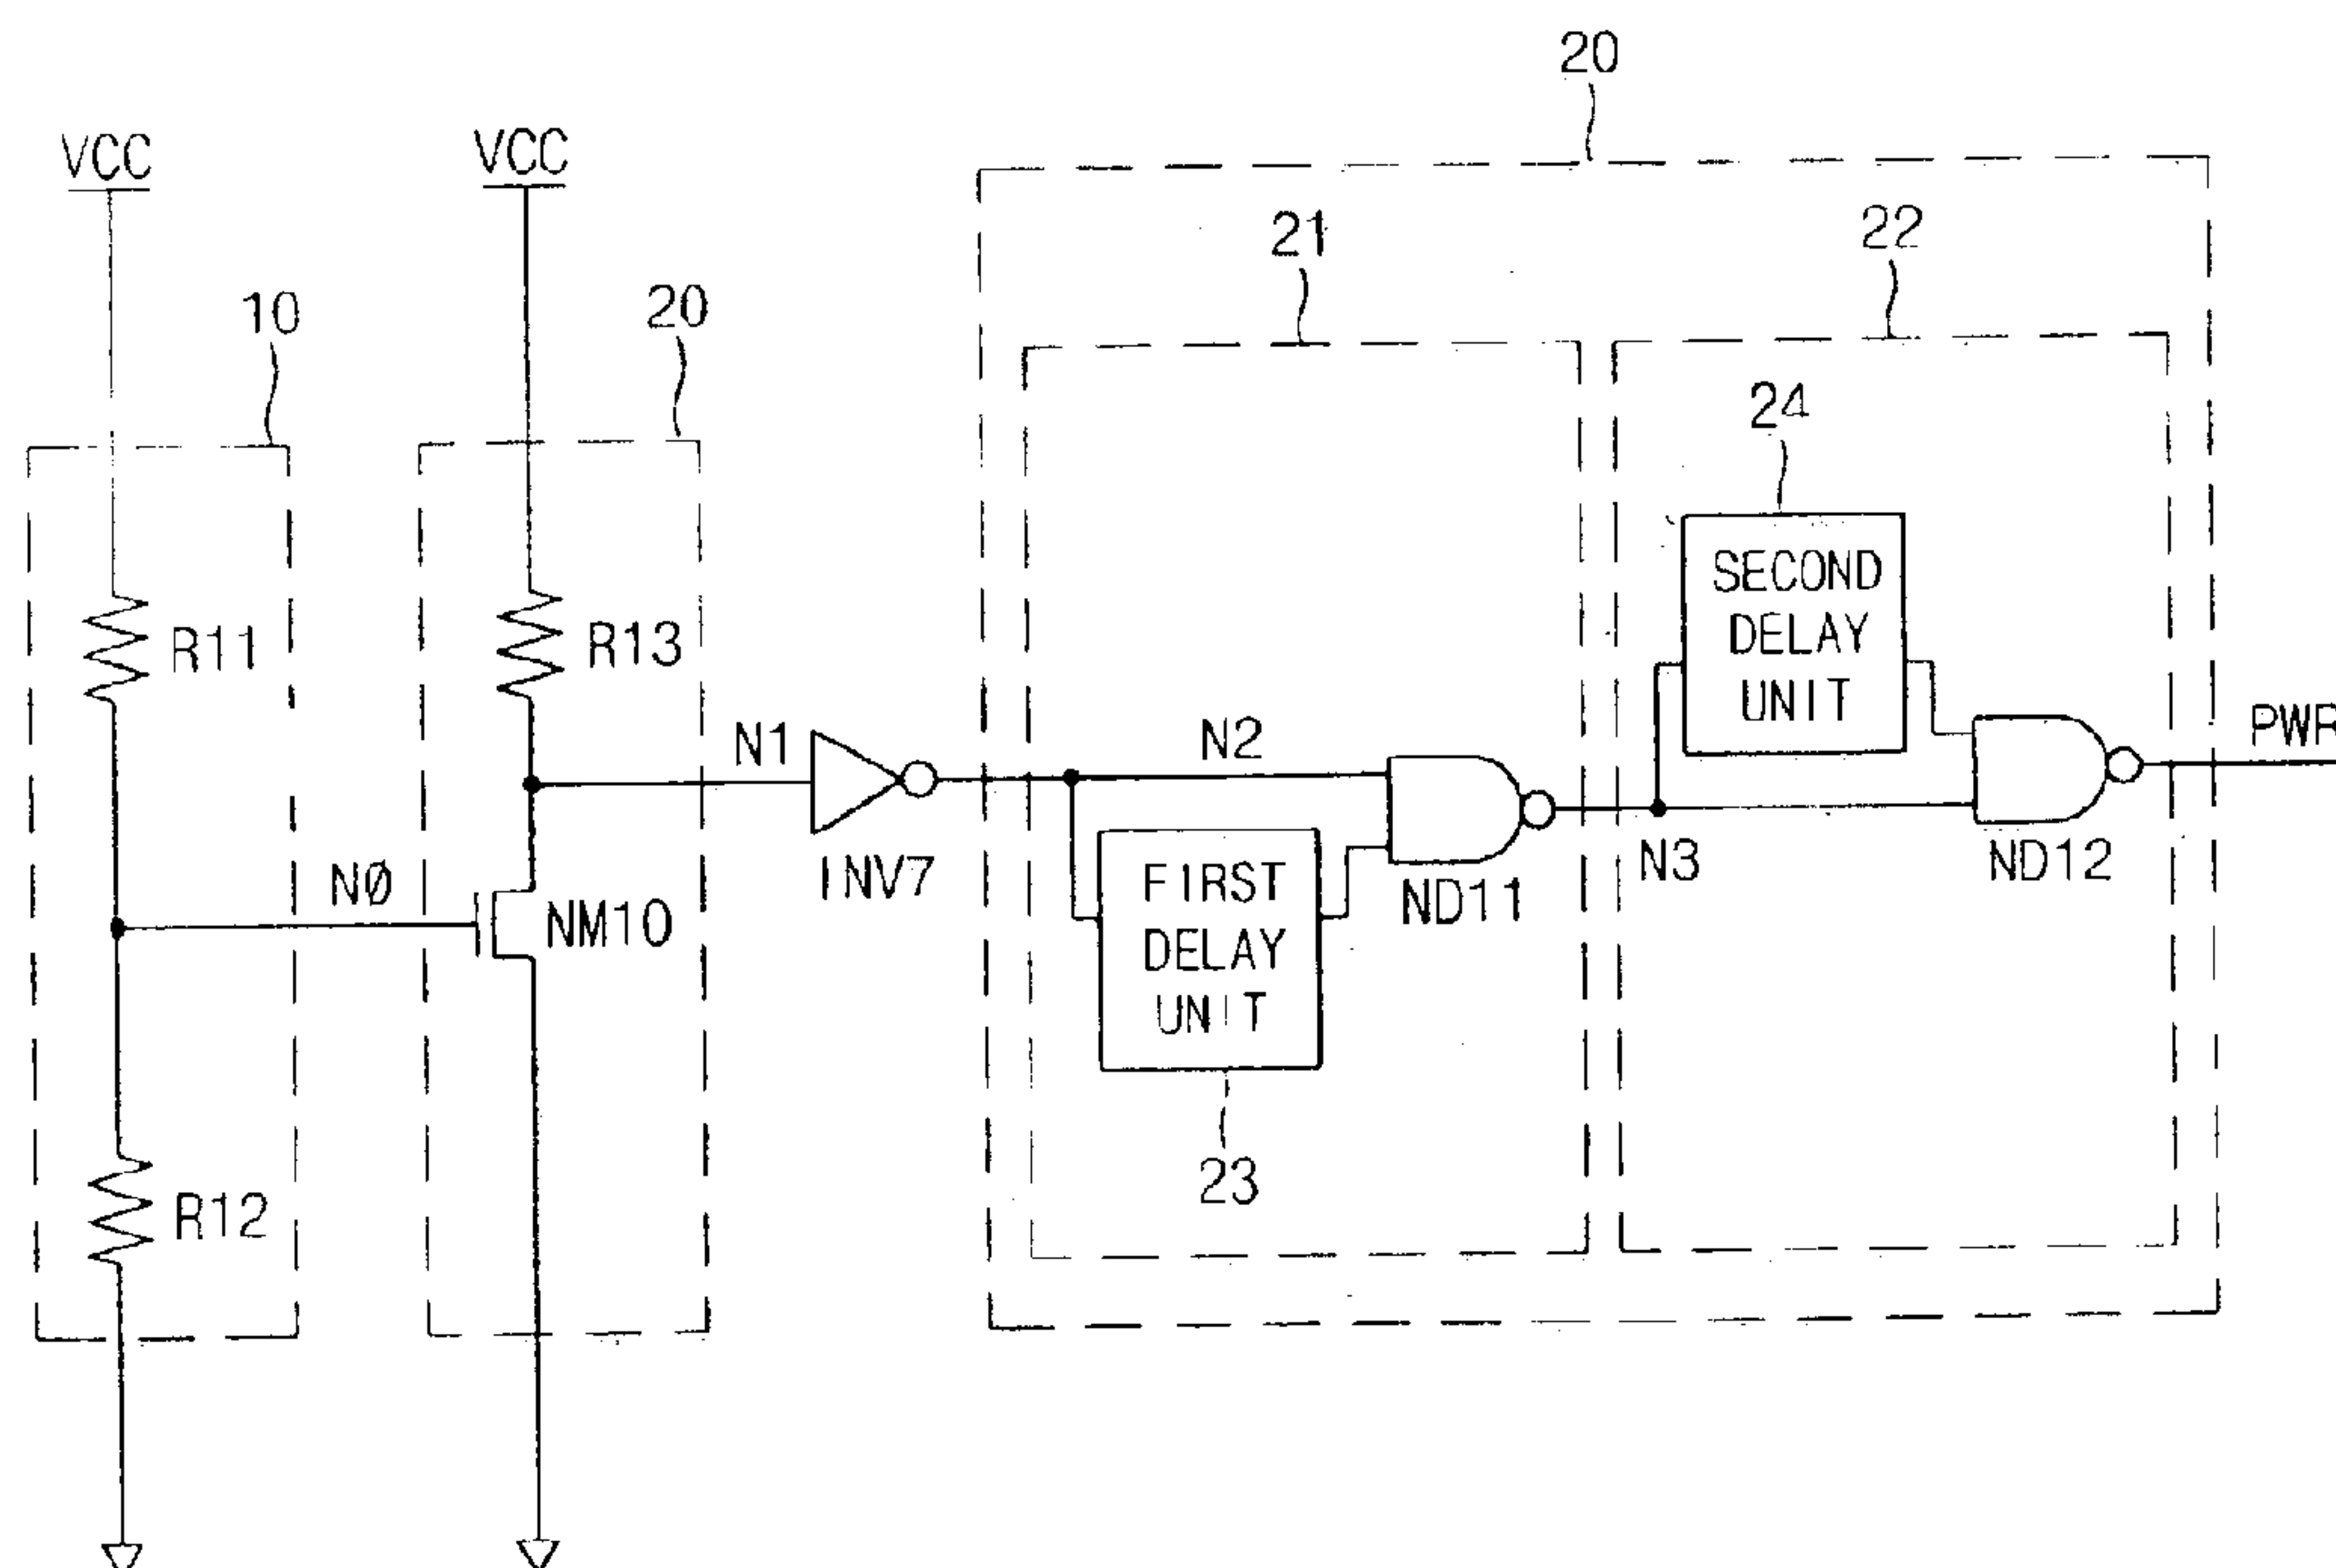 20
VCC
VCC
21
22
10
20
24
SECOND
DELAY
UNIT
R11
R13
N1
N2
PWR
INV7
FIRST
DELAY
UNIT
ND11
N3
ND12
NØ
NM10
23
R12